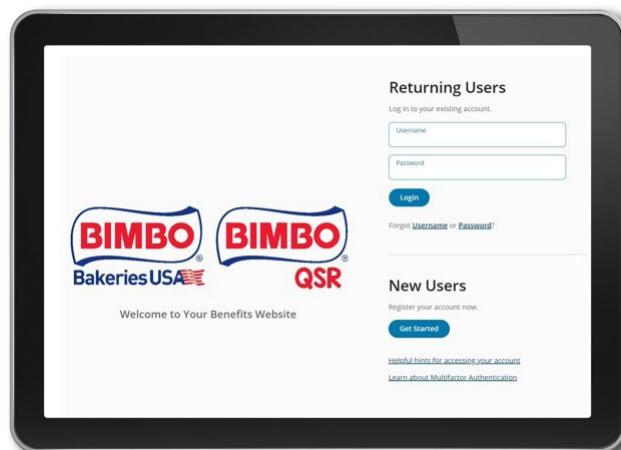 BIMBO
®
Bakeries USA
BIMBO
®
QSR
Welcome to Your Benefits Website
Returning Users
Log in to your existing account.
Username
Password
Login
Forgot Username or Password?
New Users
Register your account now.
Get Started
Helpful hints for accessing your account
Learn about Multifactor Authentication